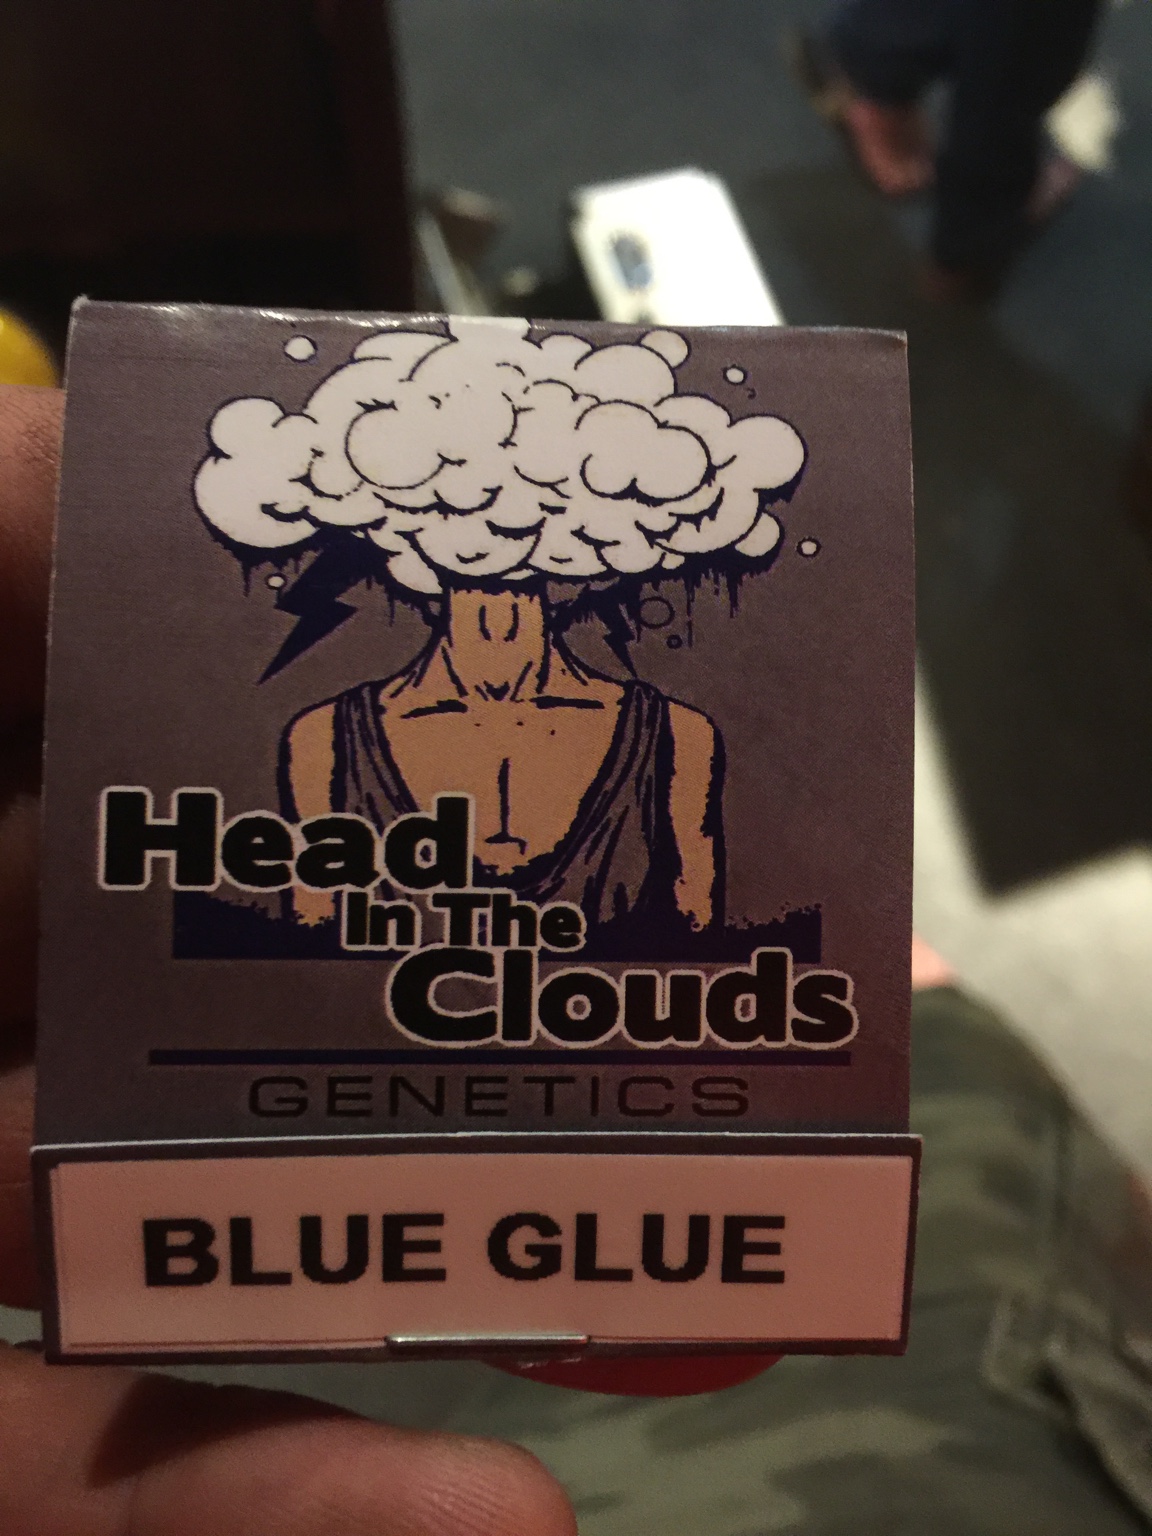 Head
In The
Clouds
GENETICS
BLUE GLUE